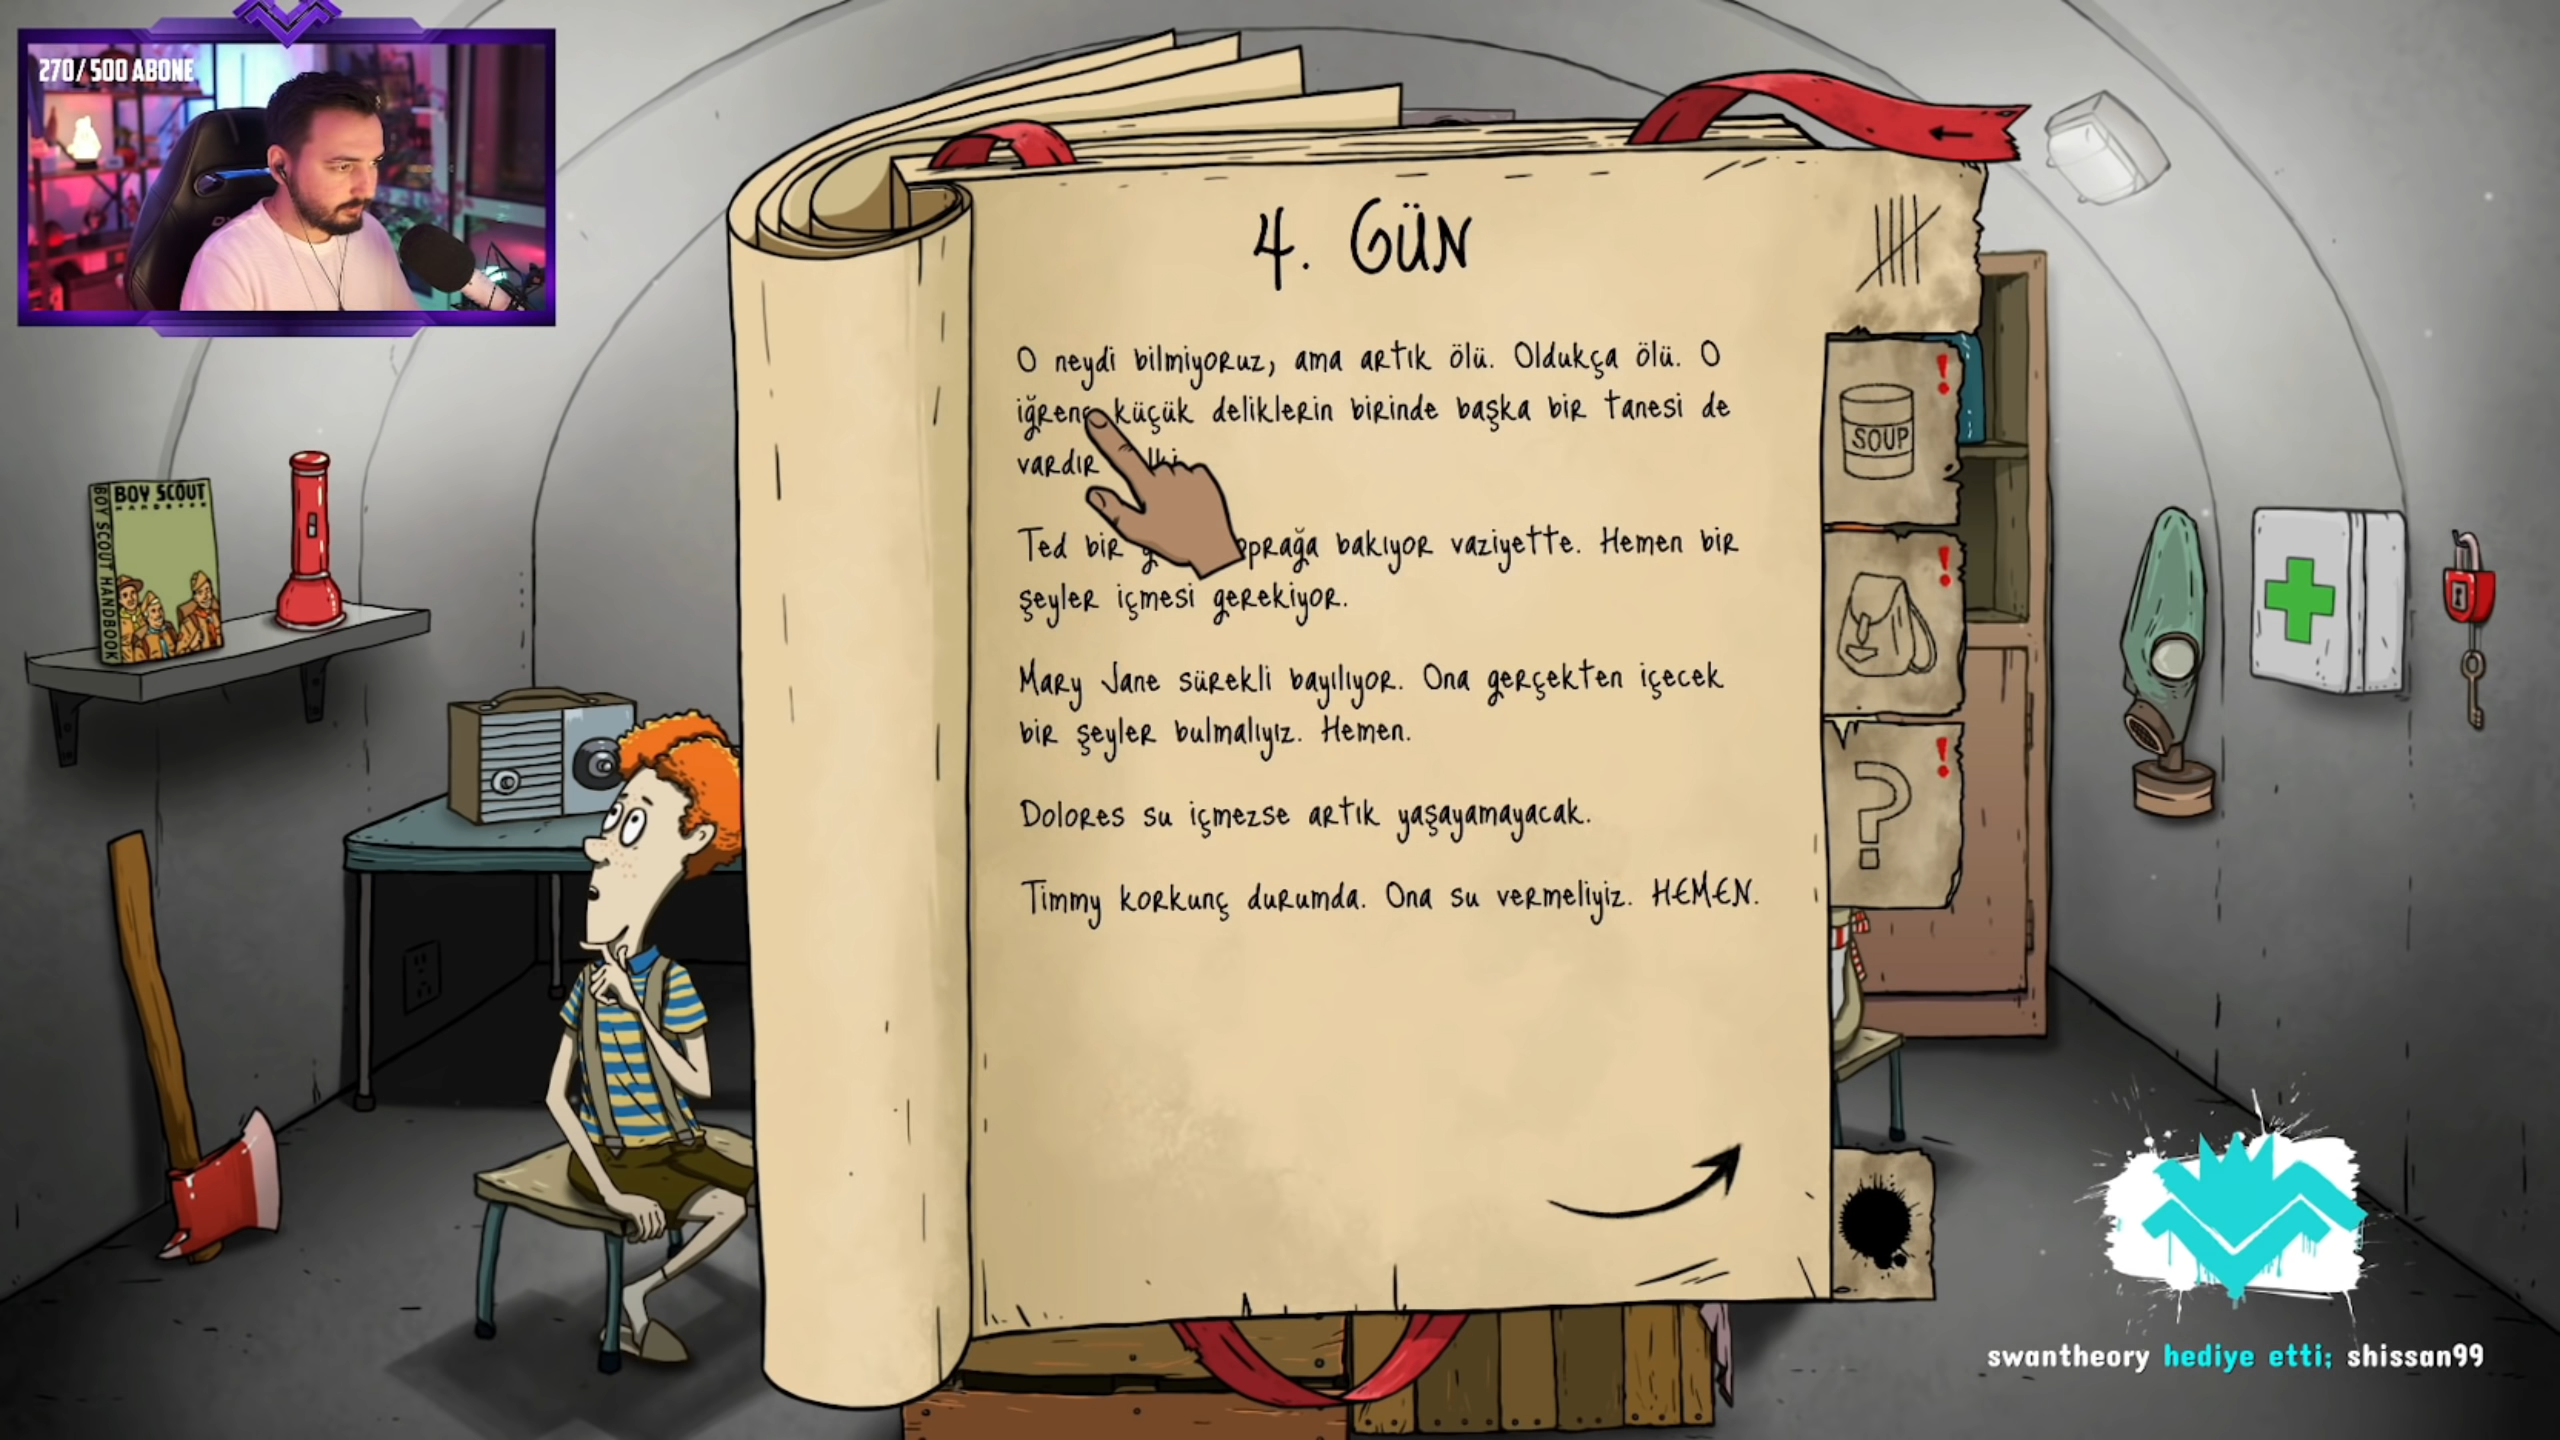 270/500 ABONE
4. GÜN
O neydi bilmiyoruz, ama artık ölü. Oldukça ölü. O
iğrenç küçük deliklerin birinde başka bir tanesi de
vardır
Ted bir bakıyor vaziyette. Hemen bir
şeyler içmesi gerekiyor.
Mary Jane sürekli bayılıyor. Ona gerçekten içecek
bir şeyler bulmalıyız. Hemen.
Dolores su içmezse artık yaşayamayacak.
Timmy korkunç durumda. Ona su vermeliyiz. HEMEN.
SOUP
!
!
!
?
BOY SCOUT
HANDBOOK
BOY SCOUT HANDBOOK
swantheory hediye etti; shissan99